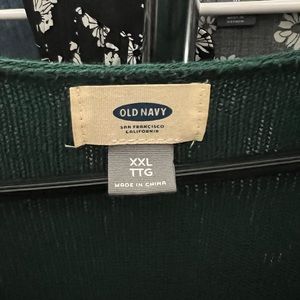 OLD NAVY
SAN FRANCISCO
CALIFORNIA
XXL
TTG
MADE IN CHINA